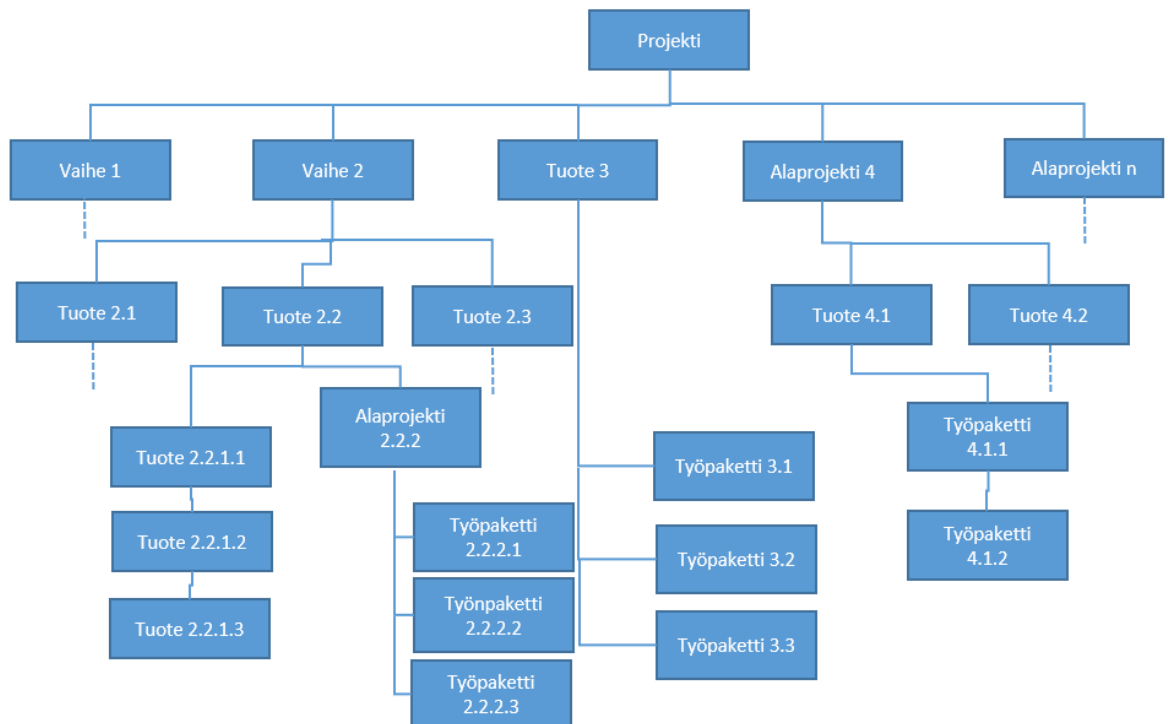 Projekti
Vaihe 1
Vaihe 2
Tuote 3
Alaprojekti 4
Alaprojekti n
Tuote 2.1
Tuote 2.2
Tuote 2.3
Tuote 4.1
Tuote 4.2
Alaprojekti
2.2.2
Työpaketti
4.1.1
Tuote 2.2.1.1
Työpaketti 3.1
Tuote 2.2.1.2
Työpaketti
2.2.2.1
Työpaketti 3.2
Työpaketti
4.1.2
Tuote 2.2.1.3
Työnpaketti
2.2.2.2
Työpaketti 3.3
Työpaketti
2.2.2.3